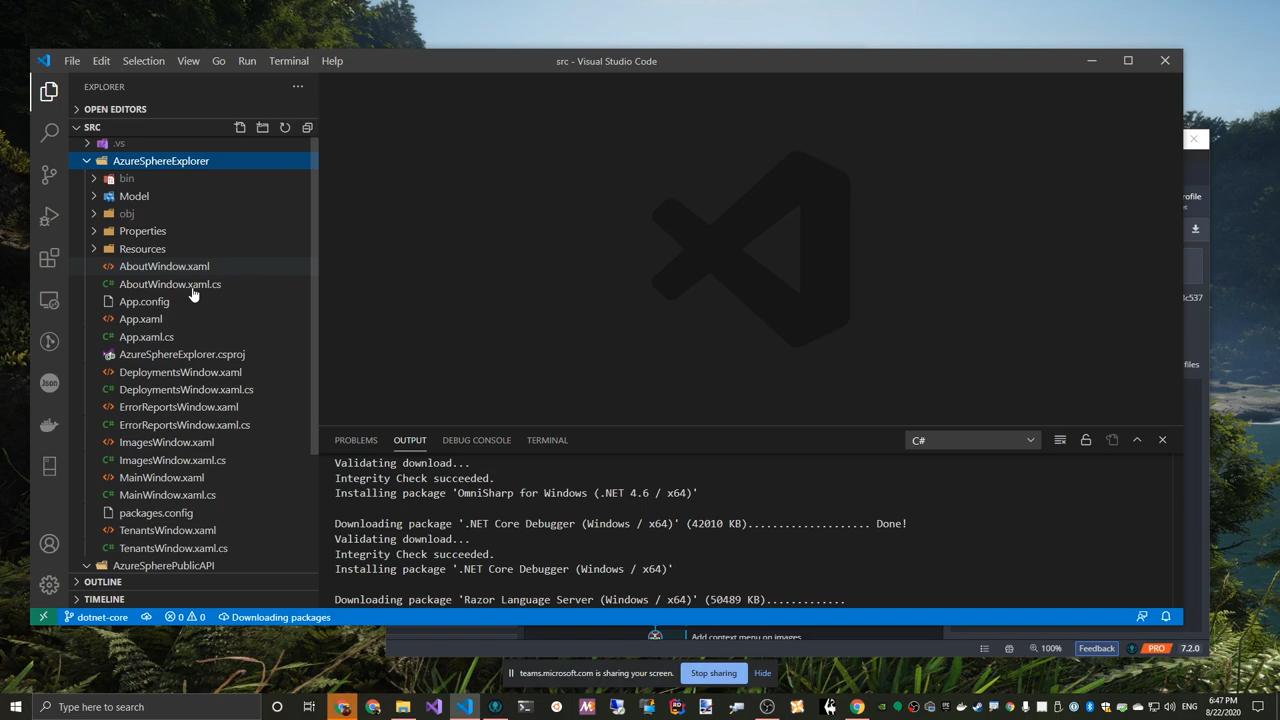 File Edit Selection View Go Run Terminal Help
src - Visual Studio Code
EXPLORER
OPEN EDITORS
SRC
.vs
AzureSphereExplorer
bin
Model
obj
Properties
Resources
AboutWindow.xaml
AboutWindow.xaml.cs
App.config
App.xaml
App.xaml.cs
AzureSphereExplorer.csproj
DeploymentsWindow.xaml
DeploymentsWindow.xaml.cs
ErrorReportsWindow.xaml
ErrorReportsWindow.xaml.cs
ImagesWindow.xaml
ImagesWindow.xaml.cs
MainWindow.xaml
MainWindow.xaml.cs
packages.config
TenantsWindow.xaml
TenantsWindow.xaml.cs
AzureSpherePublicAPI
OUTLINE
TIMELINE
Json
PROBLEMS OUTPUT DEBUG CONSOLE TERMINAL
C#
Validating download...
Integrity Check succeeded.
Installing package 'OmniSharp for Windows (.NET 4.6 / x64)'
Downloading package '.NET Core Debugger (Windows / x64)' (42010 KB).................... Done!
Validating download...
Integrity Check succeeded.
Installing package '.NET Core Debugger (Windows / x64)'
Downloading package 'Razor Language Server (Windows / x64)' (50489 KB).............
dotnet-core
0 0
Downloading packages
rofile
c537
files
Add context menu on images
100%
Feedback
PRO
7.2.0
teams.microsoft.com is sharing your screen.
Stop sharing
Hide
Type here to search
6:47 PM
8/22/2020